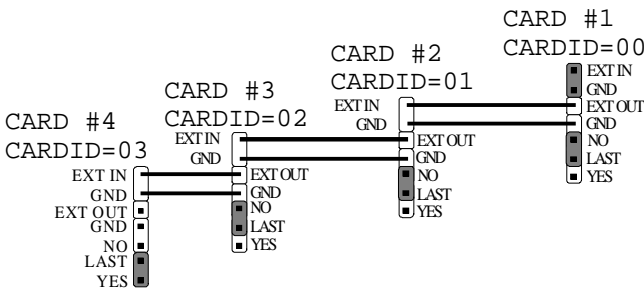 CARD #1
CARDID=00
EXT IN
GND
EXT OUT
GND
NO
LAST
YES
CARD #2
CARDID=01
EXT IN
GND
EXT OUT
GND
NO
LAST
YES
CARD #3
CARDID=02
EXT IN
GND
EXT OUT
GND
NO
LAST
YES
CARD #4
CARDID=03
EXT IN
GND
EXT OUT
GND
NO
LAST
YES